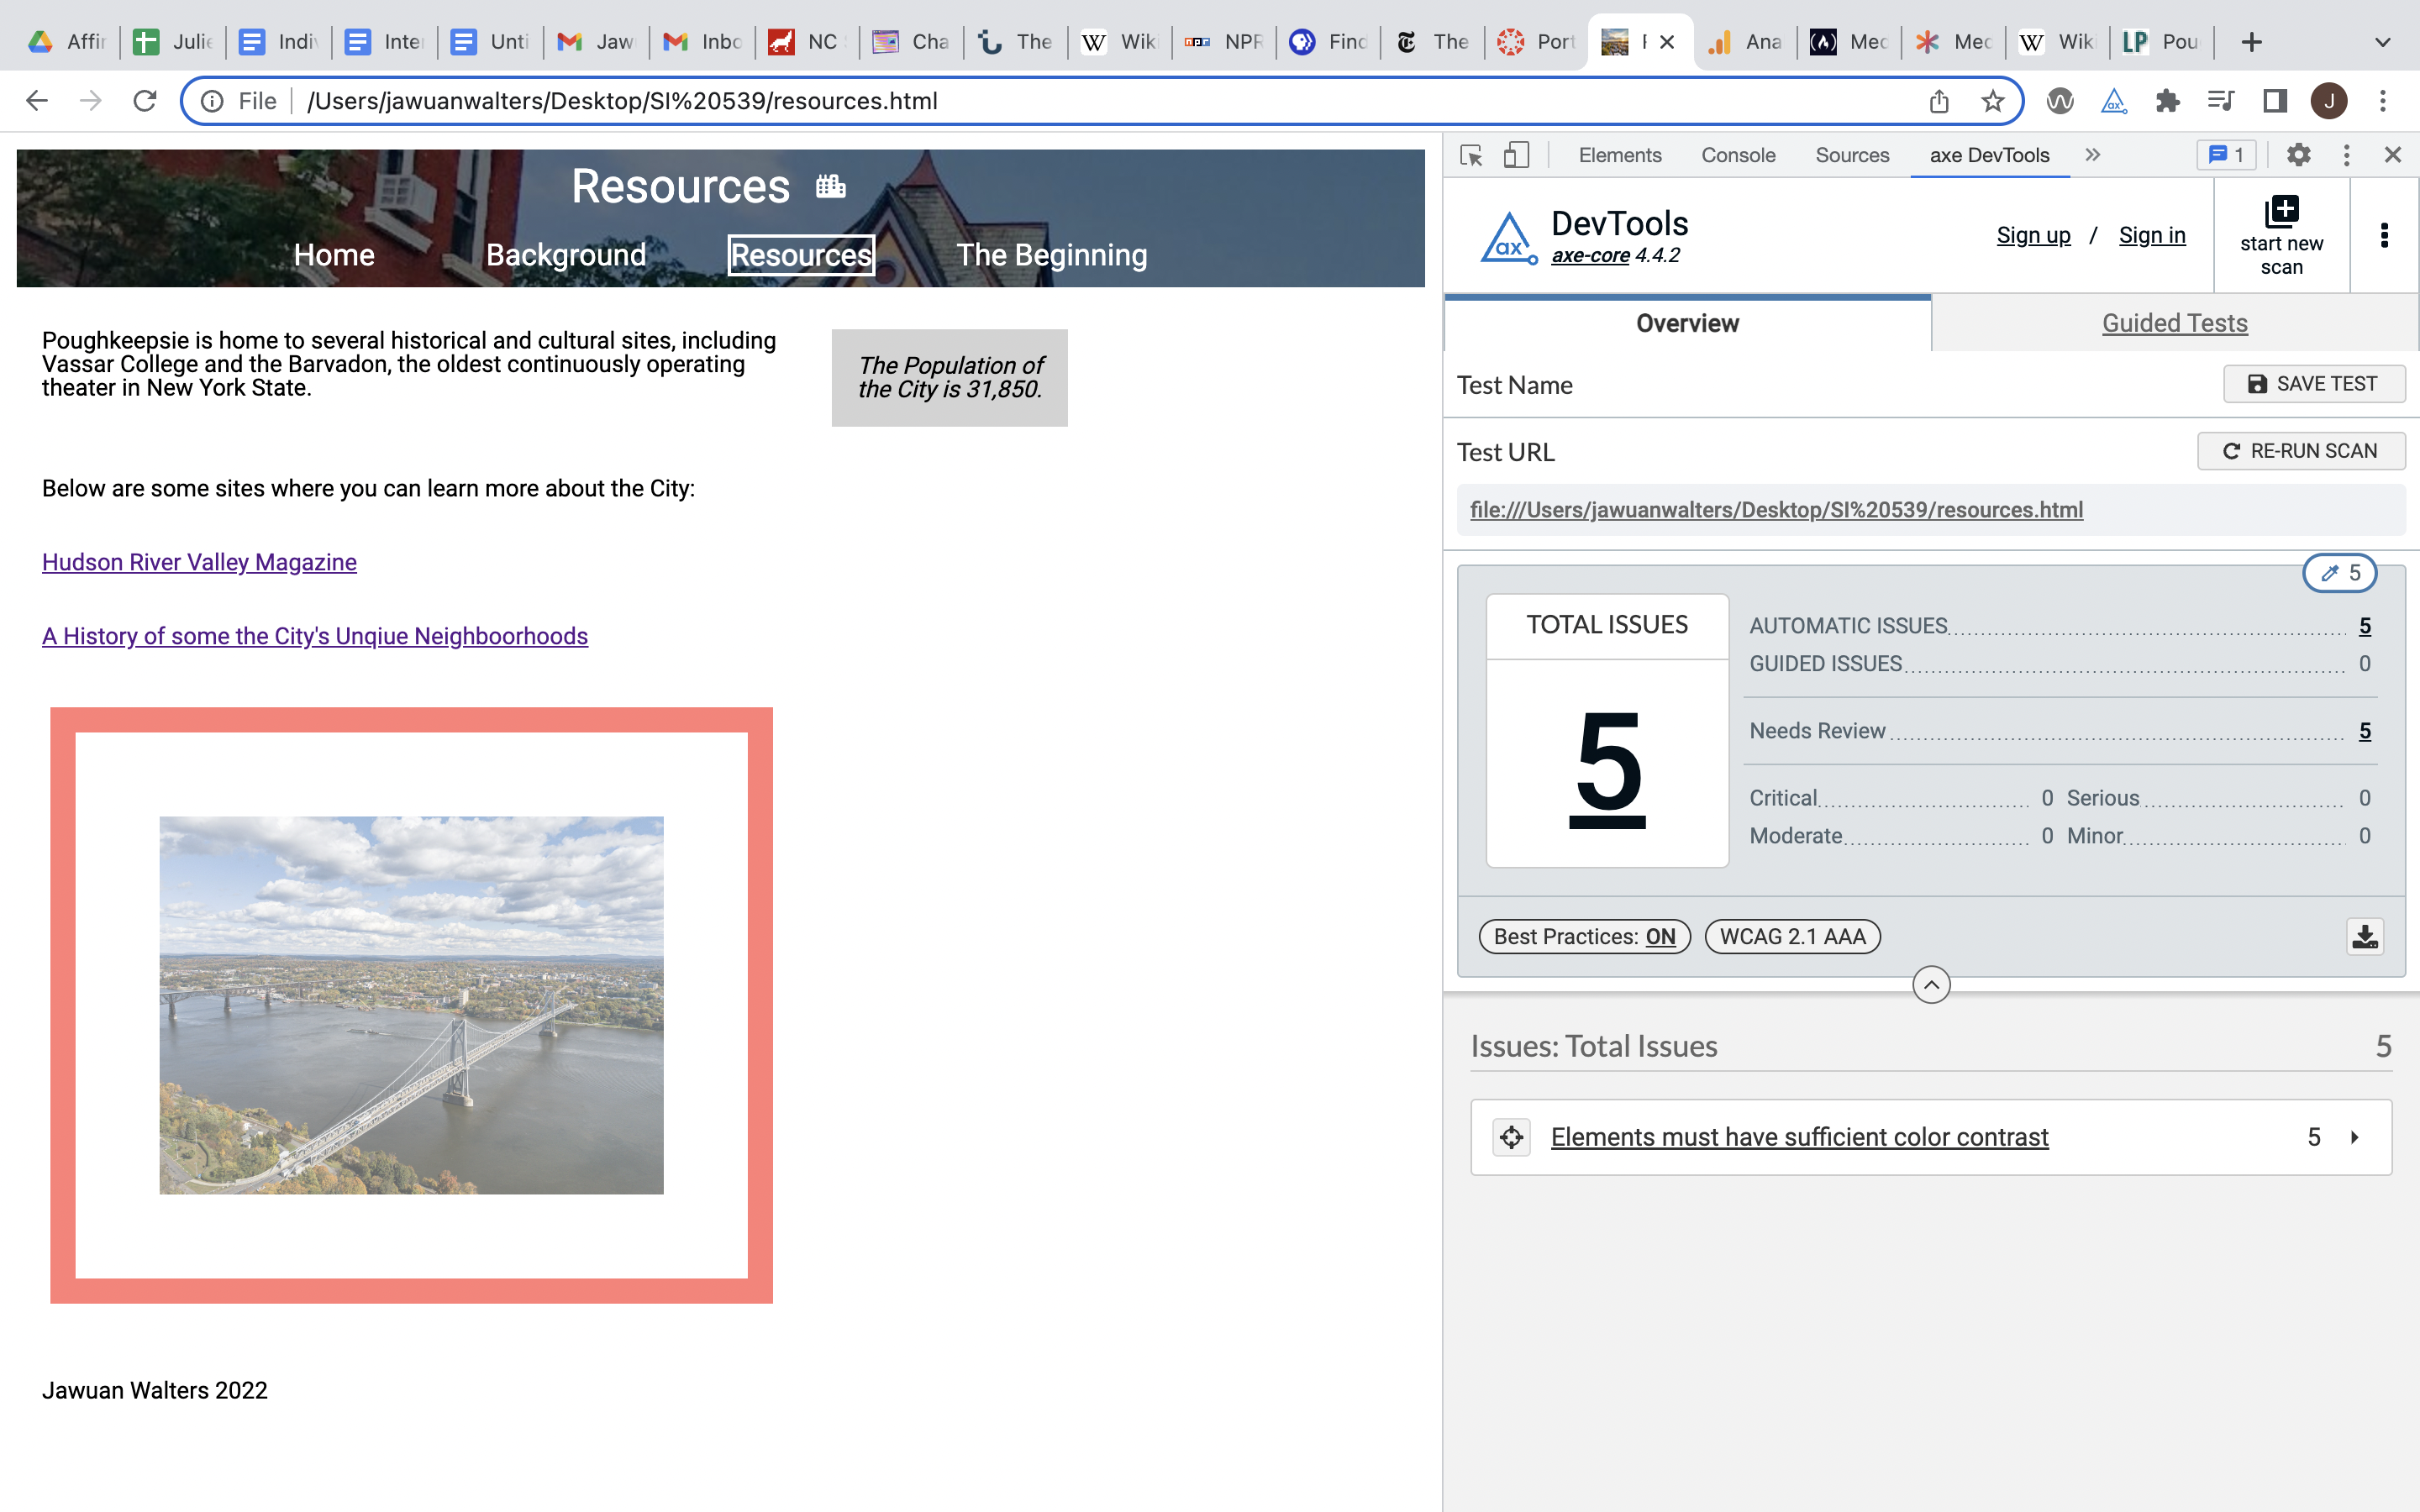 Affir
Julie
Indiv
Inter
Unti
Jaw
Inbo
NC
Cha
The
W Wiki
npr NPR
Find
The
Port
Ana
Med
Med
W Wiki
LP Pou
File /Users/jawuanwalters/Desktop/SI%20539/resources.html
J
Resources
Home Background Resources The Beginning
Poughkeepsie is home to several historical and cultural sites, including
Vassar College and the Barvadon, the oldest continuously operating
theater in New York State.
The Population of
the City is 31,850.
Below are some sites where you can learn more about the City:
Hudson River Valley Magazine
A History of some the City's Unqiue Neighboorhoods
Jawuan Walters 2022
Elements Console Sources axe DevTools 1
ax DevTools
axe-core 4.4.2
Sign up / Sign in
start new
scan
Overview Guided Tests
Test Name SAVE TEST
Test URL RE-RUN SCAN
file:///Users/jawuanwalters/Desktop/SI%20539/resources.html
5
TOTAL ISSUES
5
AUTOMATIC ISSUES 5
GUIDED ISSUES 0
Needs Review 5
Critical 0 Serious 0
Moderate 0 Minor 0
Best Practices: ON WCAG 2.1 AAA
Issues: Total Issues 5
Elements must have sufficient color contrast 5